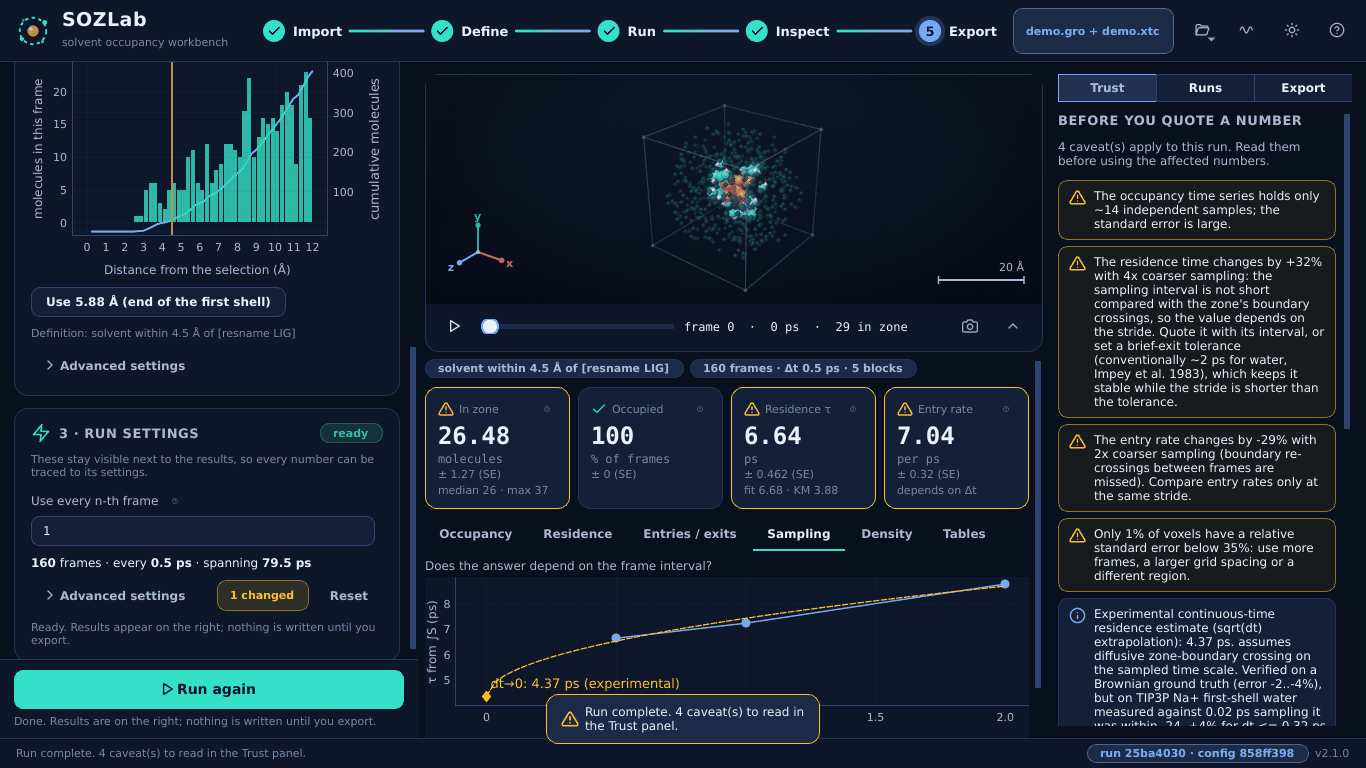 SOZLab
solvent occupancy workbench
Import
Define
Run
Inspect
5 Export
demo.gro + demo.xtc
molecules in this frame
20
15
10
5
0
400
300
200
100
cumulative molecules
0 1 2 3 4 5 6 7 8 9 10 11 12
Distance from the selection (Å)
Use 5.88 Å (end of the first shell)
Definition: solvent within 4.5 Å of [resname LIG]
Advanced settings
3 · RUN SETTINGS
ready
These stay visible next to the results, so every number can be
traced to its settings.
Use every n-th frame
1
160 frames · every 0.5 ps · spanning 79.5 ps
Advanced settings
1 changed
Reset
Ready. Results appear on the right; nothing is written until you
export.
Run again
Done. Results are on the right; nothing is written until you export.
y
z
x
20 Å
frame 0 · 0 ps · 29 in zone
solvent within 4.5 Å of [resname LIG]
160 frames · Δt 0.5 ps · 5 blocks
In zone
26.48
molecules
± 1.27 (SE)
median 26 · max 37
Occupied
100
% of frames
± 0 (SE)
Residence τ
6.64
ps
± 0.462 (SE)
fit 6.68 · KM 3.88
Entry rate
7.04
per ps
± 0.32 (SE)
depends on Δt
Occupancy
Residence
Entries / exits
Sampling
Density
Tables
Does the answer depend on the frame interval?
τ from ∫S (ps)
8
7
6
5
dt→0: 4.37 ps (experimental)
0
1.5
2.0
Run complete. 4 caveat(s) to read in
the Trust panel.
Trust
Runs
Export
BEFORE YOU QUOTE A NUMBER
4 caveat(s) apply to this run. Read them
before using the affected numbers.
The occupancy time series holds only
~14 independent samples; the
standard error is large.
The residence time changes by +32%
with 4x coarser sampling: the
sampling interval is not short
compared with the zone's boundary
crossings, so the value depends on
the stride. Quote it with its interval, or
set a brief-exit tolerance
(conventionally ~2 ps for water,
Impey et al. 1983), which keeps it
stable while the stride is shorter than
the tolerance.
The entry rate changes by -29% with
2x coarser sampling (boundary re-
crossings between frames are
missed). Compare entry rates only at
the same stride.
Only 1% of voxels have a relative
standard error below 35%: use more
frames, a larger grid spacing or a
different region.
Experimental continuous-time
residence estimate (sqrt(dt)
extrapolation): 4.37 ps. assumes
diffusive zone-boundary crossing on
the sampled time scale. Verified on a
Brownian ground truth (error -2..-4%),
but on TIP3P Na+ first-shell water
measured against 0.02 ps sampling it
Run complete. 4 caveat(s) to read in the Trust panel.
run 25ba4030 · config 858ff398
v2.1.0